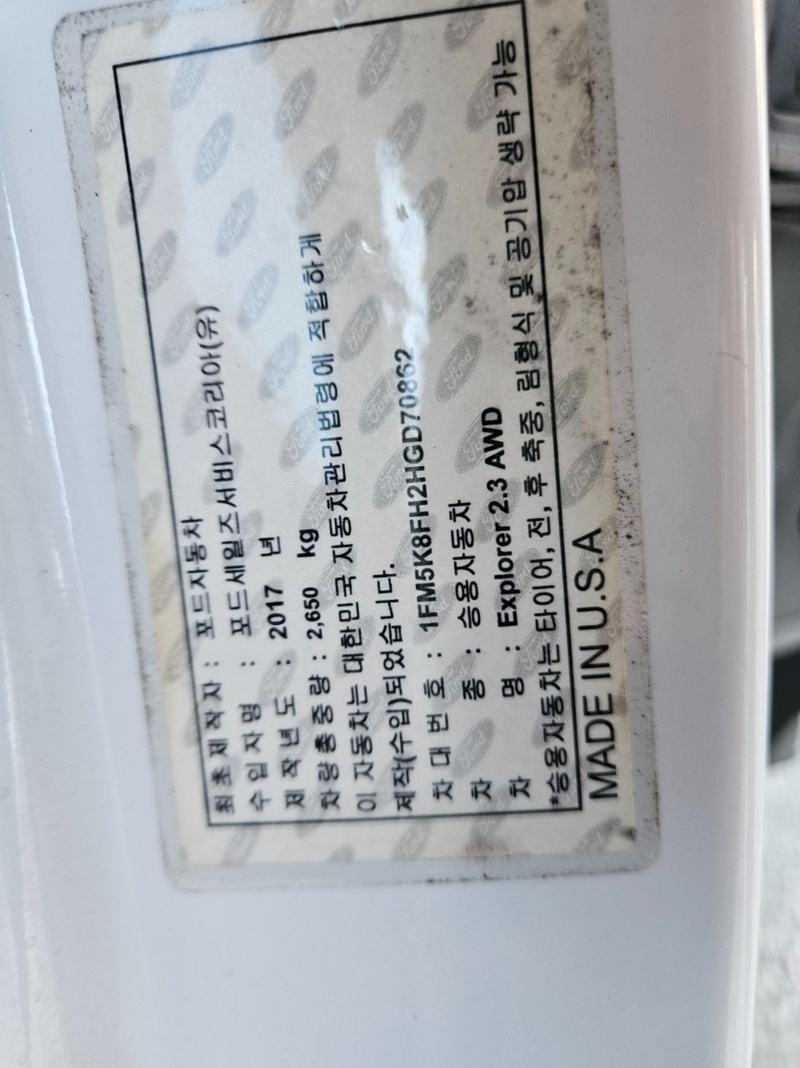 최초제작자 : 포드자동차
수입자명 : 포드세일즈서비스코리아(유)
제작년도 : 2017 년
차량총중량 : 2,650 kg
이 자동차는 대한민국 자동차관리법령에 적합하게
제작(수입)되었습니다.
차대번호 : 1FM5K8FH2HGD70862
차 종 : 승용자동차
차 명 : Explorer 2.3 AWD
*승용자동차는 타이어, 전, 후 축중, 림형식 및 공기압 생략 가능
MADE IN U.S.A